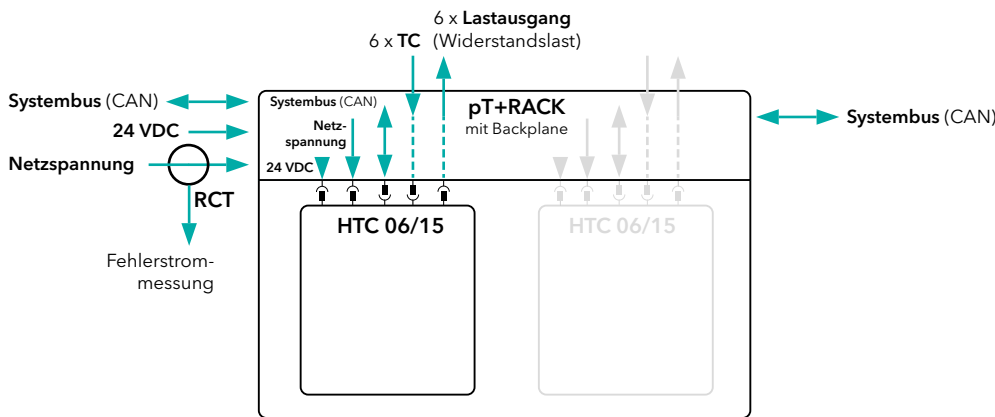 6 x Lastausgang
6 x TC (Widerstandslast)
Systembus (CAN)
24 VDC
Netzspannung
RCT
Fehlerstrom-
messung
Systembus (CAN)
Netz-
spannung
24 VDC
pT+RACK
mit Backplane
Systembus (CAN)
HTC 06/15
HTC 06/15